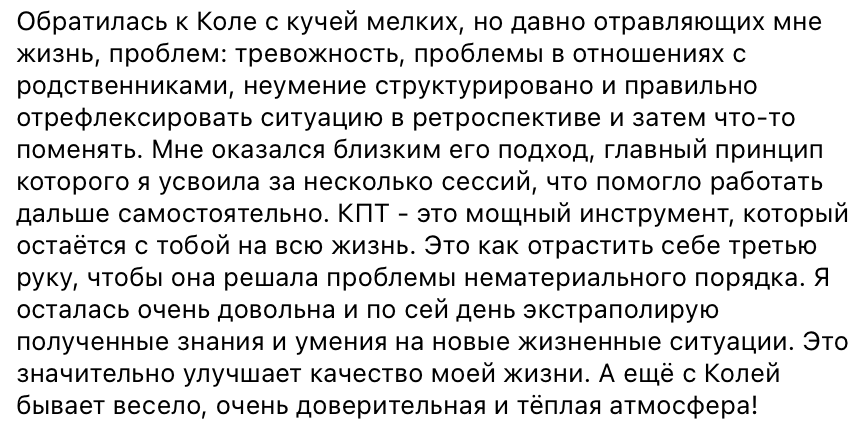 Обратилась к Коле с кучей мелких, но давно отравляющих мне
жизнь, проблем: тревожность, проблемы в отношениях с
родственниками, неумение структурировано и правильно
отрефлексировать ситуацию в ретроспективе и затем что-то
поменять. Мне оказался близким его подход, главный принцип
которого я усвоила за несколько сессий, что помогло работать
дальше самостоятельно. КПТ - это мощный инструмент, который
остаётся с тобой на всю жизнь. Это как отрастить себе третью
руку, чтобы она решала проблемы нематериального порядка. Я
осталась очень довольна и по сей день экстраполирую
полученные знания и умения на новые жизненные ситуации. Это
значительно улучшает качество моей жизни. А ещё с Колей
бывает весело, очень доверительная и тёплая атмосфера!